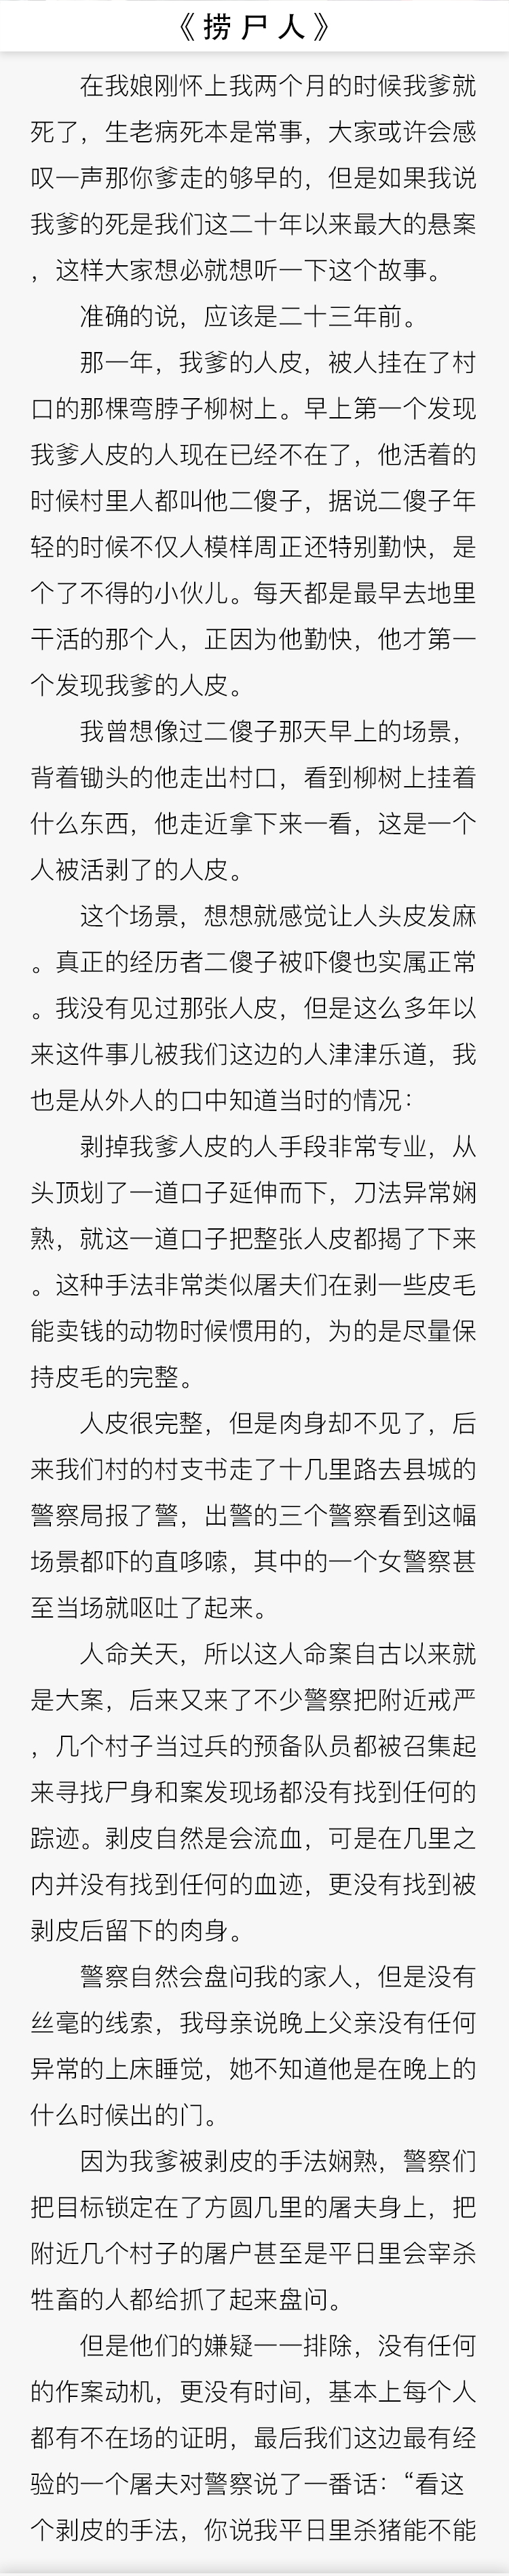 《捞尸人》
在我娘刚怀上我两个月的时候我爹就
死了，生老病死本是常事，大家或许会感
叹一声那你爹走的够早的，但是如果我说
我爹的死是我们这二十年以来最大的悬案
，这样大家想必就想听一下这个故事。
准确的说，应该是二十三年前。
那一年，我爹的人皮，被人挂在了村
口的那棵弯脖子柳树上。早上第一个发现
我爹人皮的人现在已经不在了，他活着的
时候村里人都叫他二傻子，据说二傻子年
轻的时候不仅人模样周正还特别勤快，是
个了不得的小伙儿。每天都是最早去地里
干活的那个人，正因为他勤快，他才第一
个发现我爹的人皮。
我曾想像过二傻子那天早上的场景，
背着锄头的他走出村口，看到柳树上挂着
什么东西，他走近拿下来一看，这是一个
人被活剥了的人皮。
这个场景，想想就感觉让人头皮发麻
。真正的经历者二傻子被吓傻也实属正常
。我没有见过那张人皮，但是这么多年以
来这件事儿被我们这边的人津津乐道，我
也是从外人的口中知道当时的情况：
剥掉我爹人皮的人手段非常专业，从
头顶划了一道口子延伸而下，刀法异常娴
熟，就这一道口子把整张人皮都揭了下来
。这种手法非常类似屠夫们在剥一些皮毛
能卖钱的动物时候惯用的，为的是尽量保
持皮毛的完整。
人皮很完整，但是肉身却不见了，后
来我们村的村支书走了十几里路去县城的
警察局报了警，出警的三个警察看到这幅
场景都吓的直哆嗦，其中的一个女警察甚
至当场就呕吐了起来。
人命关天，所以这人命案自古以来就
是大案，后来又来了不少警察把附近戒严
，几个村子当过兵的预备队员都被召集起
来寻找尸身和案发现场都没有找到任何的
踪迹。剥皮自然是会流血，可是在几里之
内并没有找到任何的血迹，更没有找到被
剥皮后留下的肉身。
警察自然会盘问我的家人，但是没有
丝毫的线索，我母亲说晚上父亲没有任何
异常的上床睡觉，她不知道他是在晚上的
什么时候出的门。
因为我爹被剥皮的手法娴熟，警察们
把目标锁定在了方圆几里的屠夫身上，把
附近几个村子的屠户甚至是平日里会宰杀
牲畜的人都给抓了起来盘问。
但是他们的嫌疑一一排除，没有任何
的作案动机，更没有时间，基本上每个人
都有不在场的证明，最后我们这边最有经
验的一个屠夫对警察说了一番话：“看这
个剥皮的手法，你说我平日里杀猪能不能